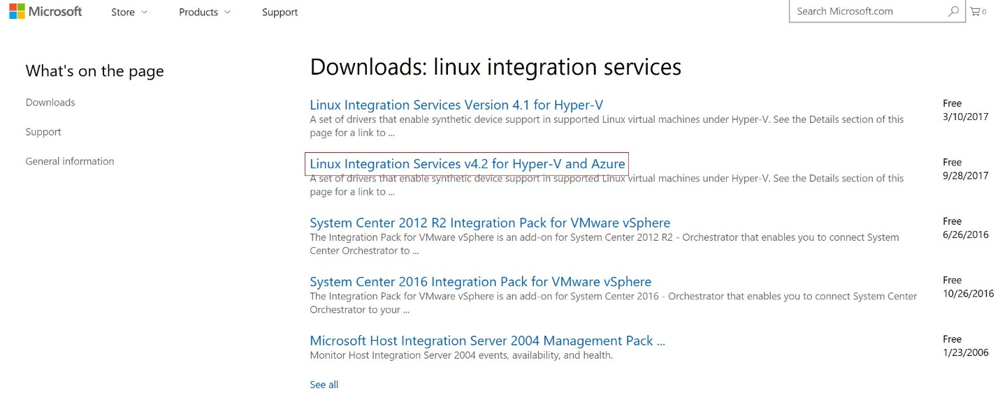 Microsoft Store Products Support Search Microsoft.com 0
What's on the page
Downloads
Support
General information
Downloads: linux integration services
Linux Integration Services Version 4.1 for Hyper-V
A set of drivers that enable synthetic device support in supported Linux virtual machines under Hyper-V. See the Details section of this
page for a link to ...
Free
3/10/2017
Linux Integration Services v4.2 for Hyper-V and Azure
A set of drivers that enable synthetic device support in supported Linux virtual machines under Hyper-V. See the Details section of this
page for a link to ...
Free
9/28/2017
System Center 2012 R2 Integration Pack for VMware vSphere
The Integration Pack for VMware vSphere is an add-on for System Center 2012 R2 - Orchestrator that enables you to connect System
Center Orchestrator to ...
Free
6/26/2016
System Center 2016 Integration Pack for VMware vSphere
The Integration Pack for VMware vSphere is an add-on for System Center 2016 - Orchestrator that enables you to connect System Center
Orchestrator to your ...
Free
10/26/2016
Microsoft Host Integration Server 2004 Management Pack ...
Monitor Host Integration Server 2004 events, availability, and health.
Free
1/23/2006
See all